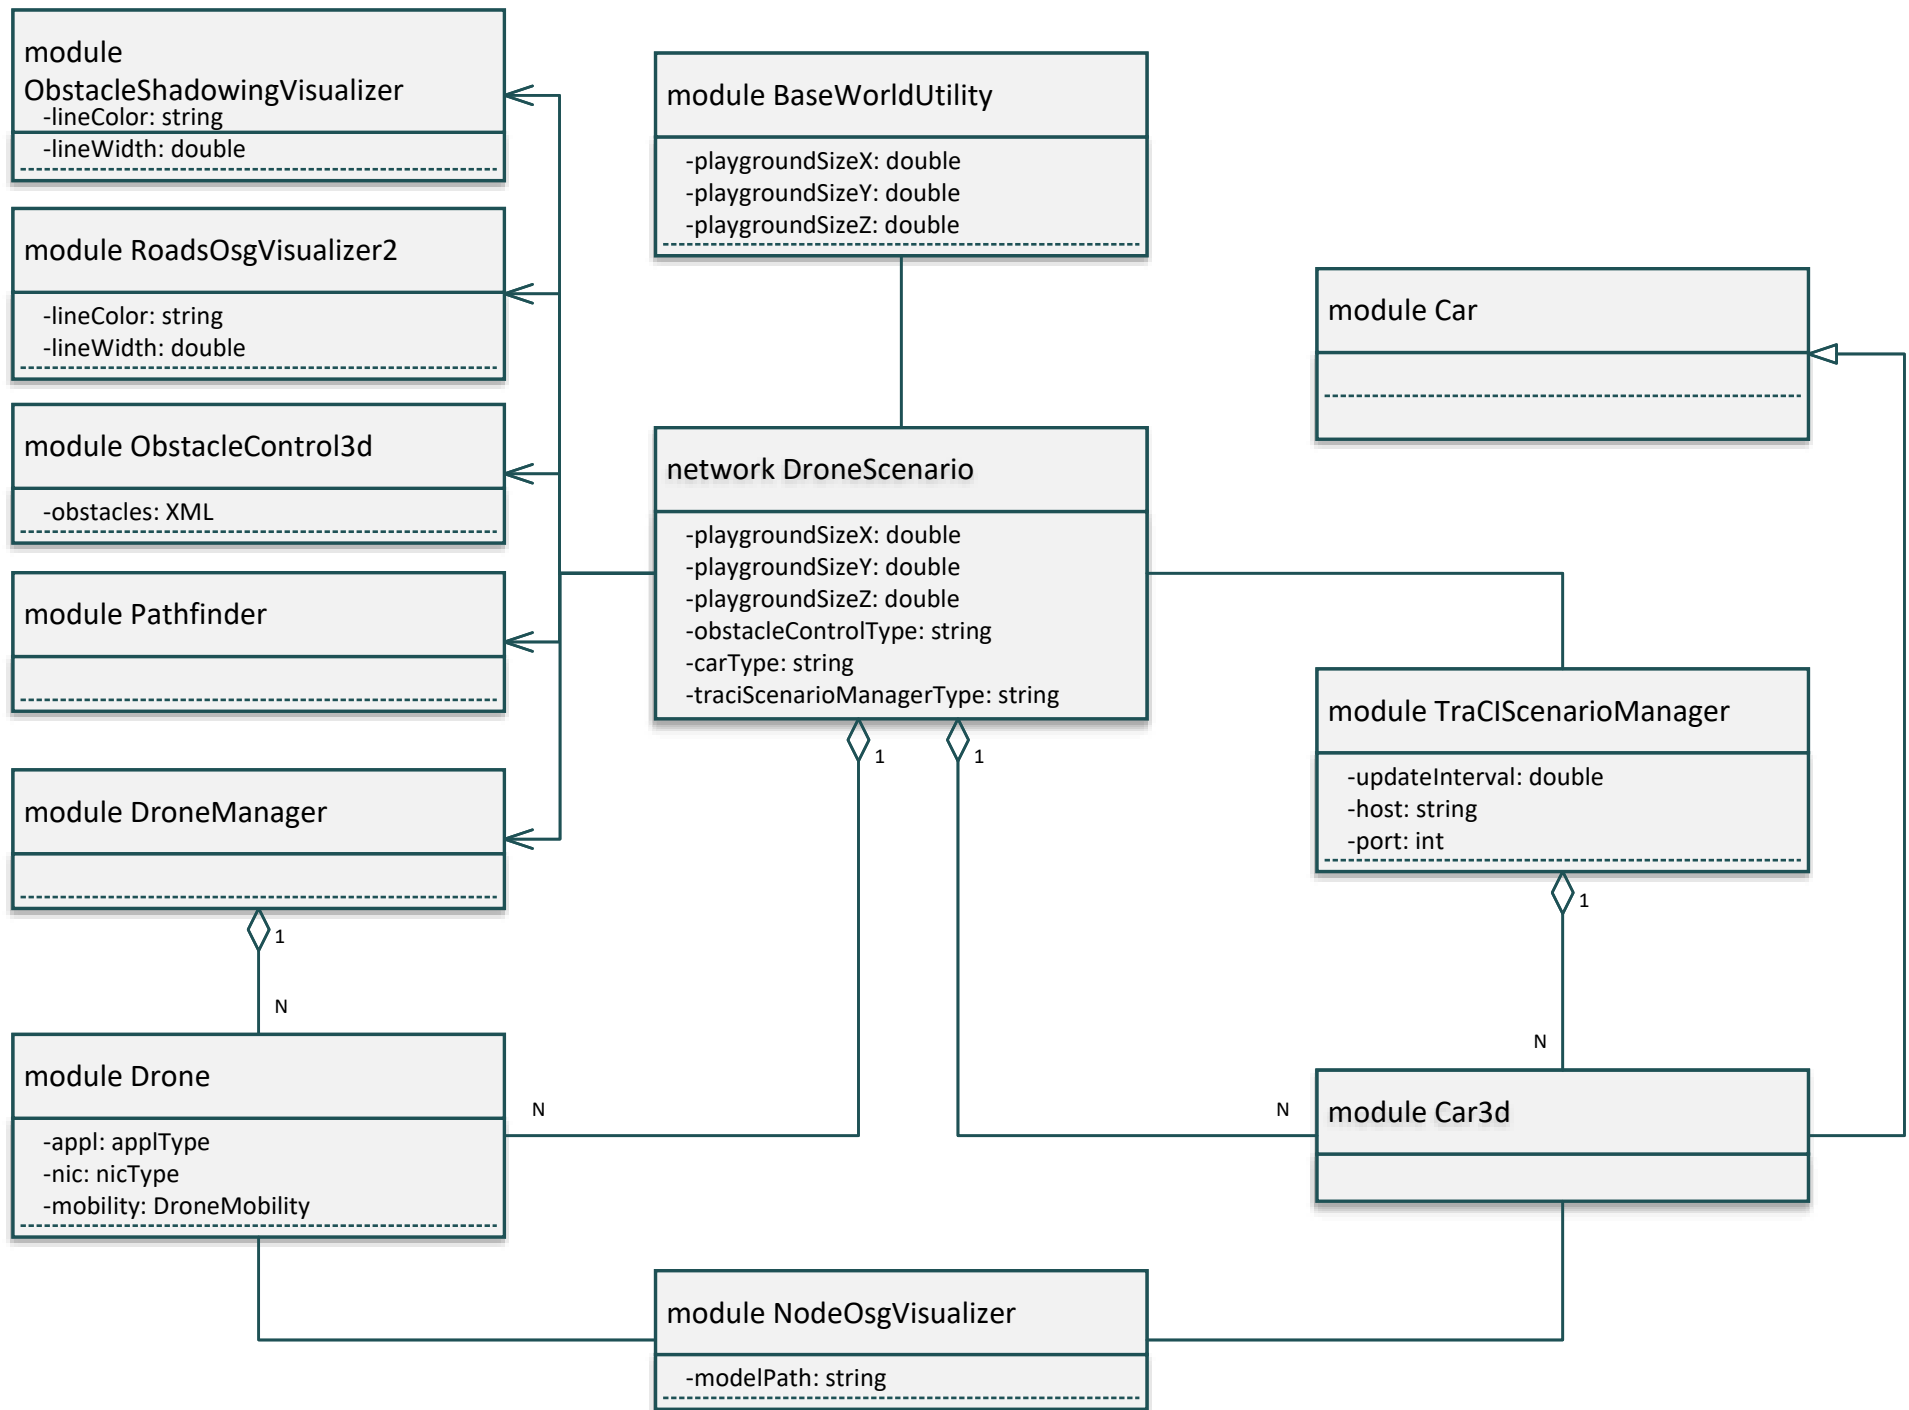 module
ObstacleShadowingVisualizer
-lineColor: string
-lineWidth: double
module RoadsOsgVisualizer2
-lineColor: string
-lineWidth: double
module ObstacleControl3d
-obstacles: XML
module Pathfinder
module DroneManager
1
N
module Drone
-appl: applType
-nic: nicType
-mobility: DroneMobility
module BaseWorldUtility
-playgroundSizeX: double
-playgroundSizeY: double
-playgroundSizeZ: double
network DroneScenario
-playgroundSizeX: double
-playgroundSizeY: double
-playgroundSizeZ: double
-obstacleControlType: string
-carType: string
-traciScenarioManagerType: string
1
1
N
N
module NodeOsgVisualizer
-modelPath: string
module Car
module TraCIScenarioManager
-updateInterval: double
-host: string
-port: int
1
N
module Car3d